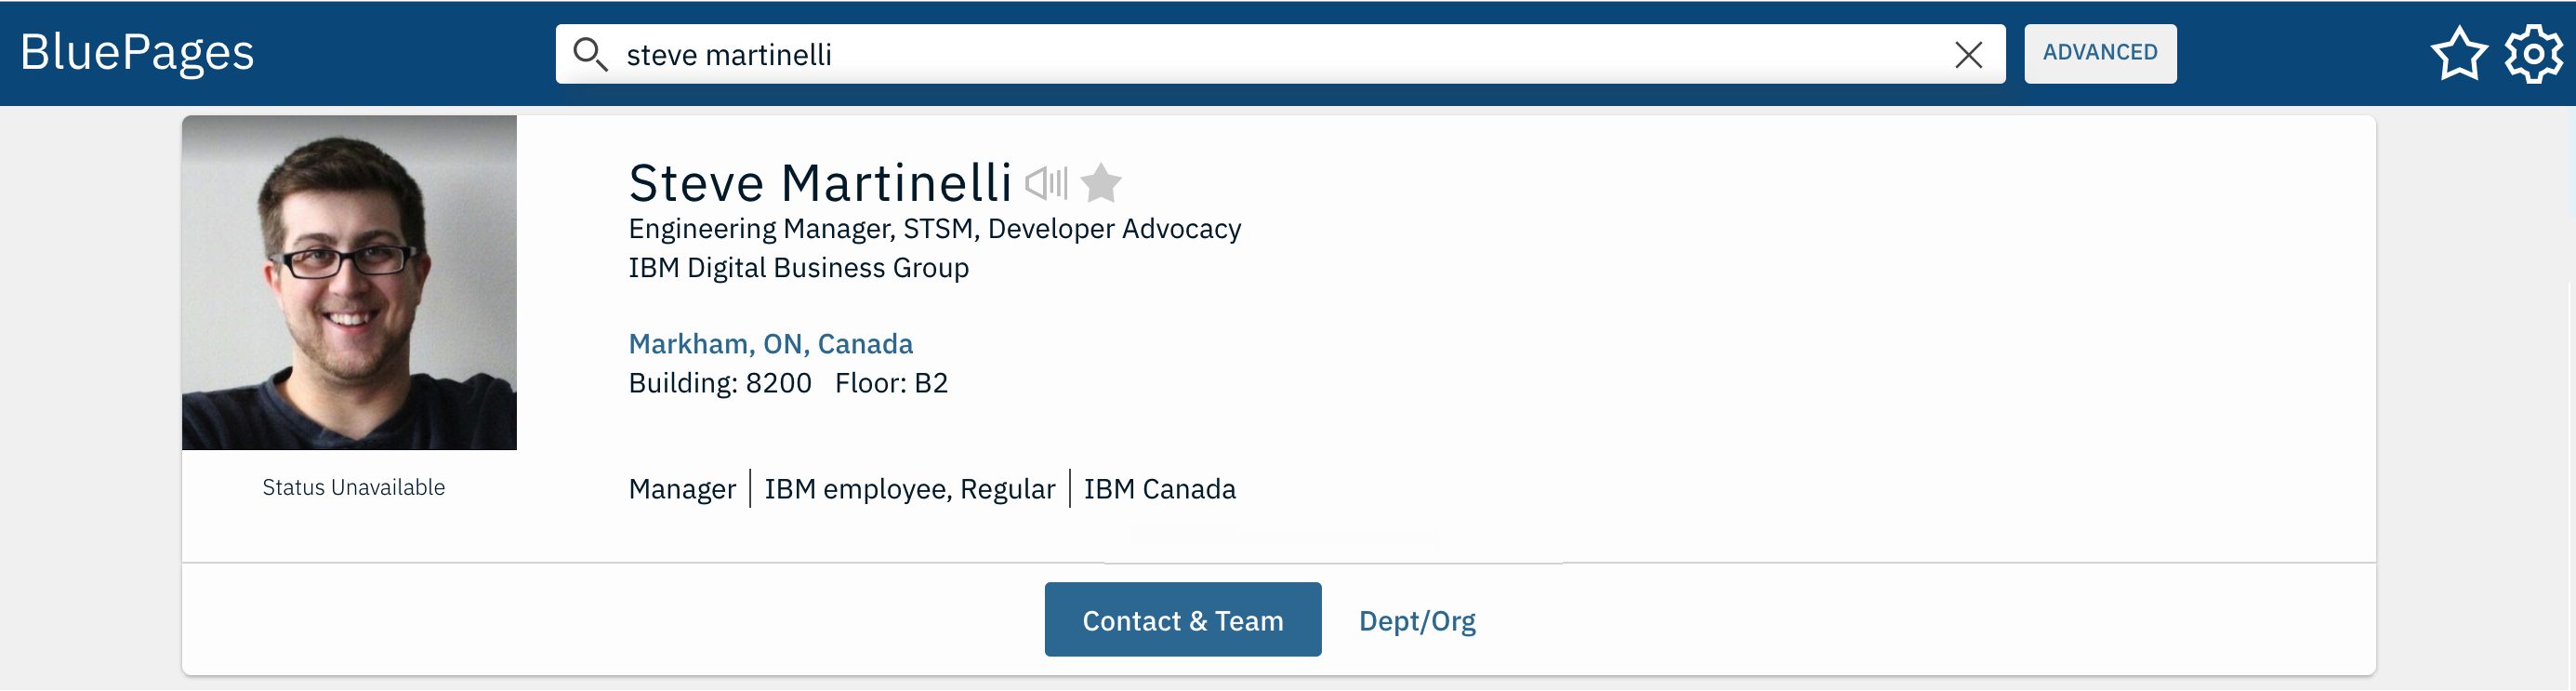 BluePages
steve martinelli
ADVANCED
Steve Martinelli
Engineering Manager, STSM, Developer Advocacy
IBM Digital Business Group
Markham, ON, Canada
Building: 8200 Floor: B2
Status Unavailable
Manager | IBM employee, Regular | IBM Canada
Contact & Team
Dept/Org